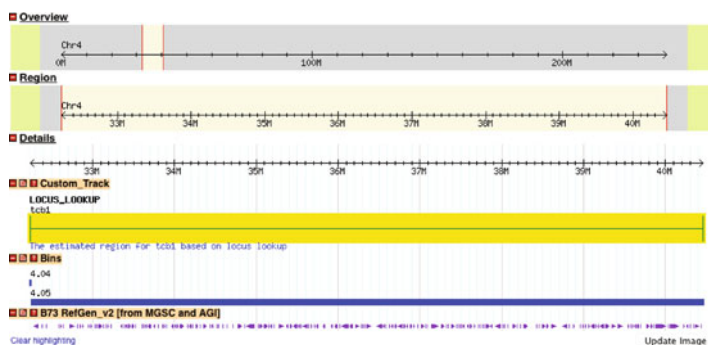 Overview
Chr4
0M 100M 200M
Region
Chr4
33M 34M 35M 36M 37M 38M 39M 40M
Details
33M 34M 35M 36M 37M 38M 39M 40M
Custom_Track
LOCUS_LOOKUP
tcb1
The estimated region for tcb1 based on locus lookup
Bins
4.04
4.05
B73 RefGen_v2 [from MGSC and AGI]
Clear highlighting Update Image